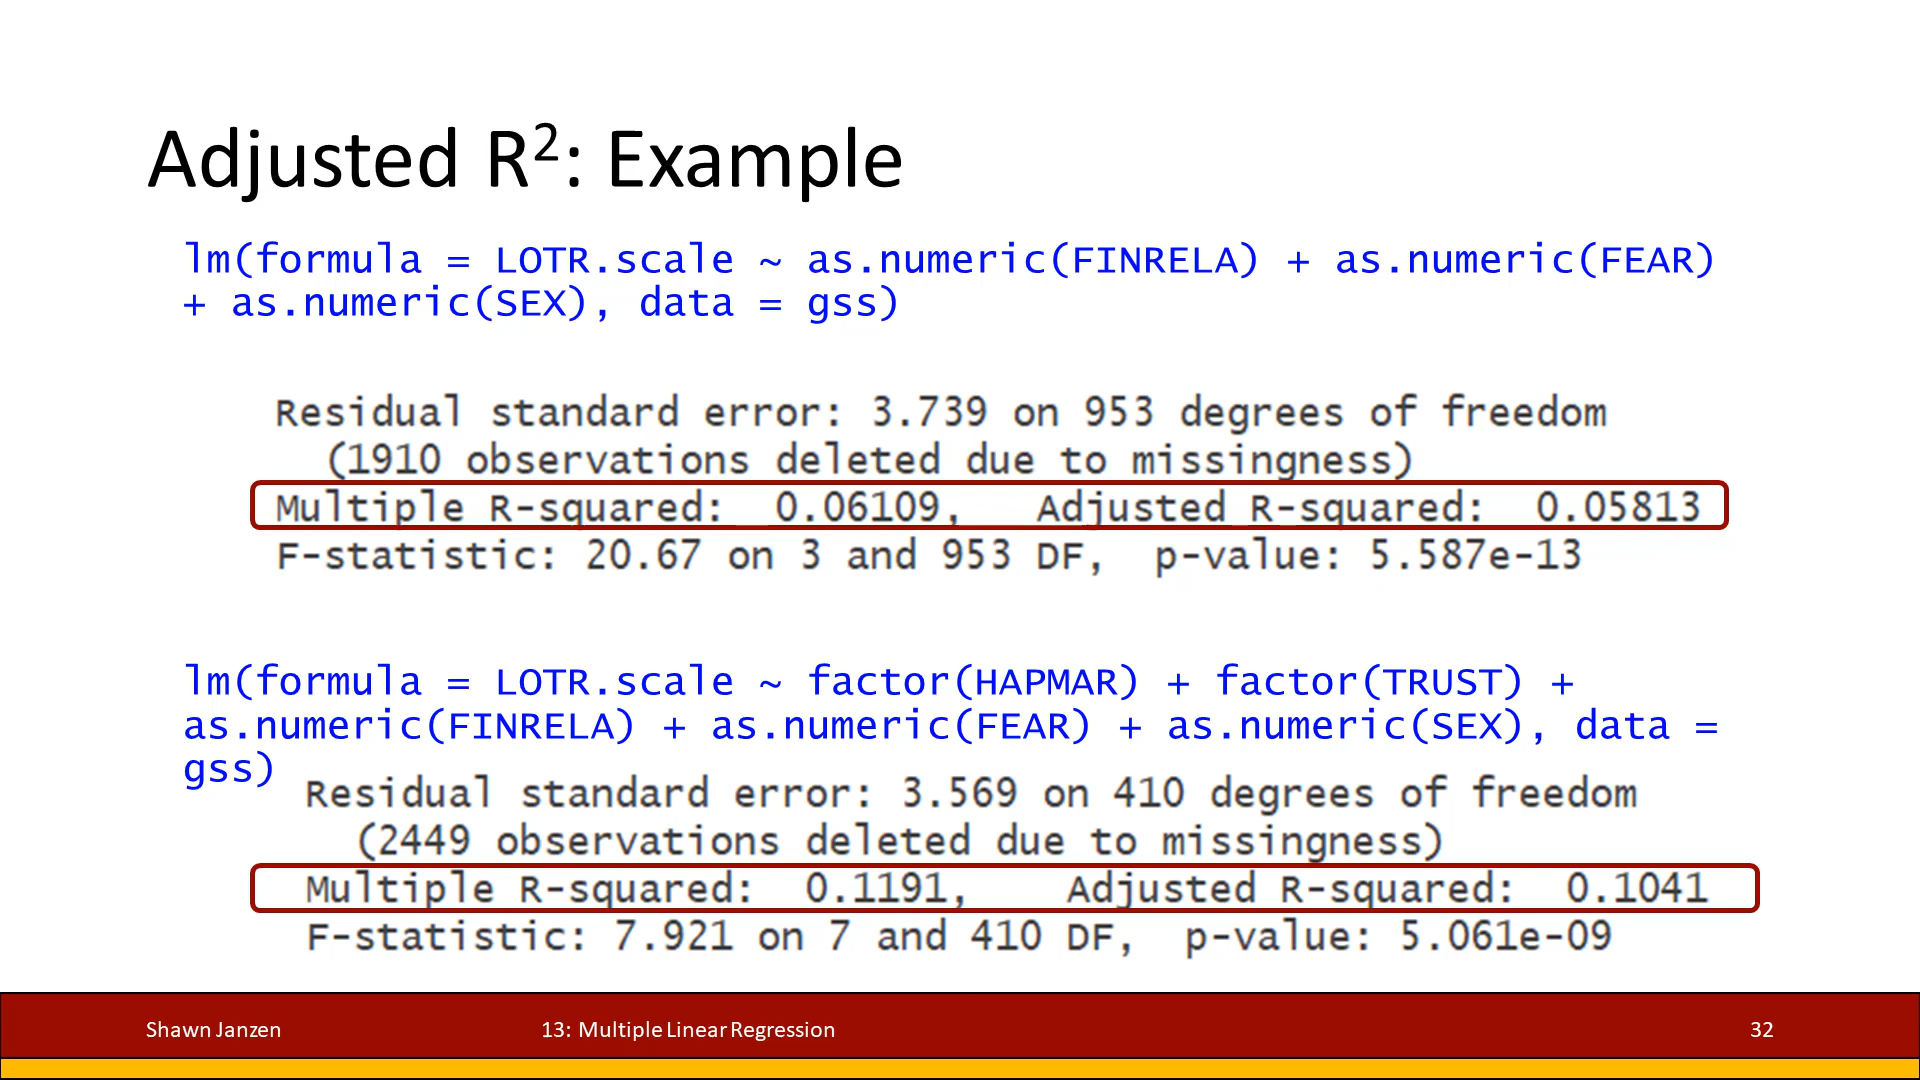 Adjusted R²: Example
lm(formula = LOTR.scale ~ as.numeric(FINRELA) + as.numeric(FEAR)
+ as.numeric(SEX), data = gss)
Residual standard error: 3.739 on 953 degrees of freedom
(1910 observations deleted due to missingness)
Multiple R-squared: 0.06109, Adjusted R-squared: 0.05813
F-statistic: 20.67 on 3 and 953 DF, p-value: 5.587e-13
lm(formula = LOTR.scale ~ factor(HAPMAR) + factor(TRUST) +
as.numeric(FINRELA) + as.numeric(FEAR) + as.numeric(SEX), data =
gss)
Residual standard error: 3.569 on 410 degrees of freedom
(2449 observations deleted due to missingness)
Multiple R-squared: 0.1191, Adjusted R-squared: 0.1041
F-statistic: 7.921 on 7 and 410 DF, p-value: 5.061e-09
Shawn Janzen 13: Multiple Linear Regression 32